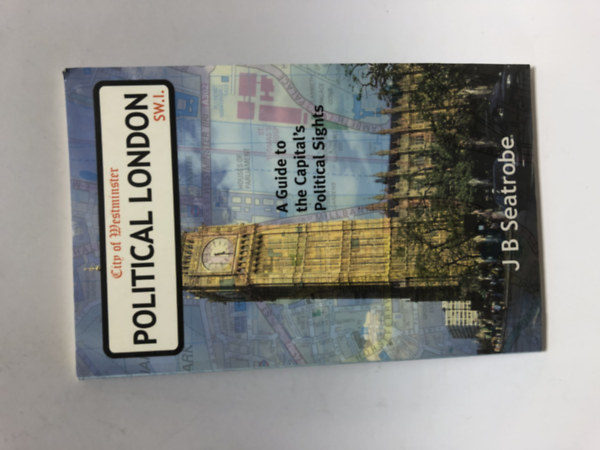 City of Westminster
POLITICAL LONDON
SW.1.
A Guide to
the Capital's
Political Sights
J B Seatrobe